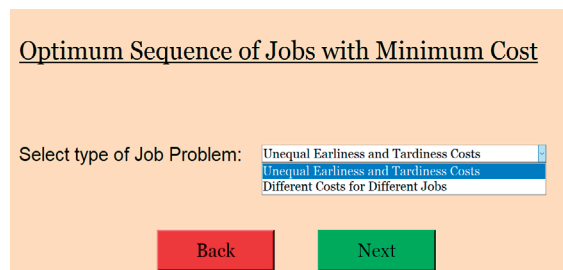 Optimum Sequence of Jobs with Minimum Cost
Select type of Job Problem: Unequal Earliness and Tardiness Costs
Unequal Earliness and Tardiness Costs
Different Costs for Different Jobs
Back Next